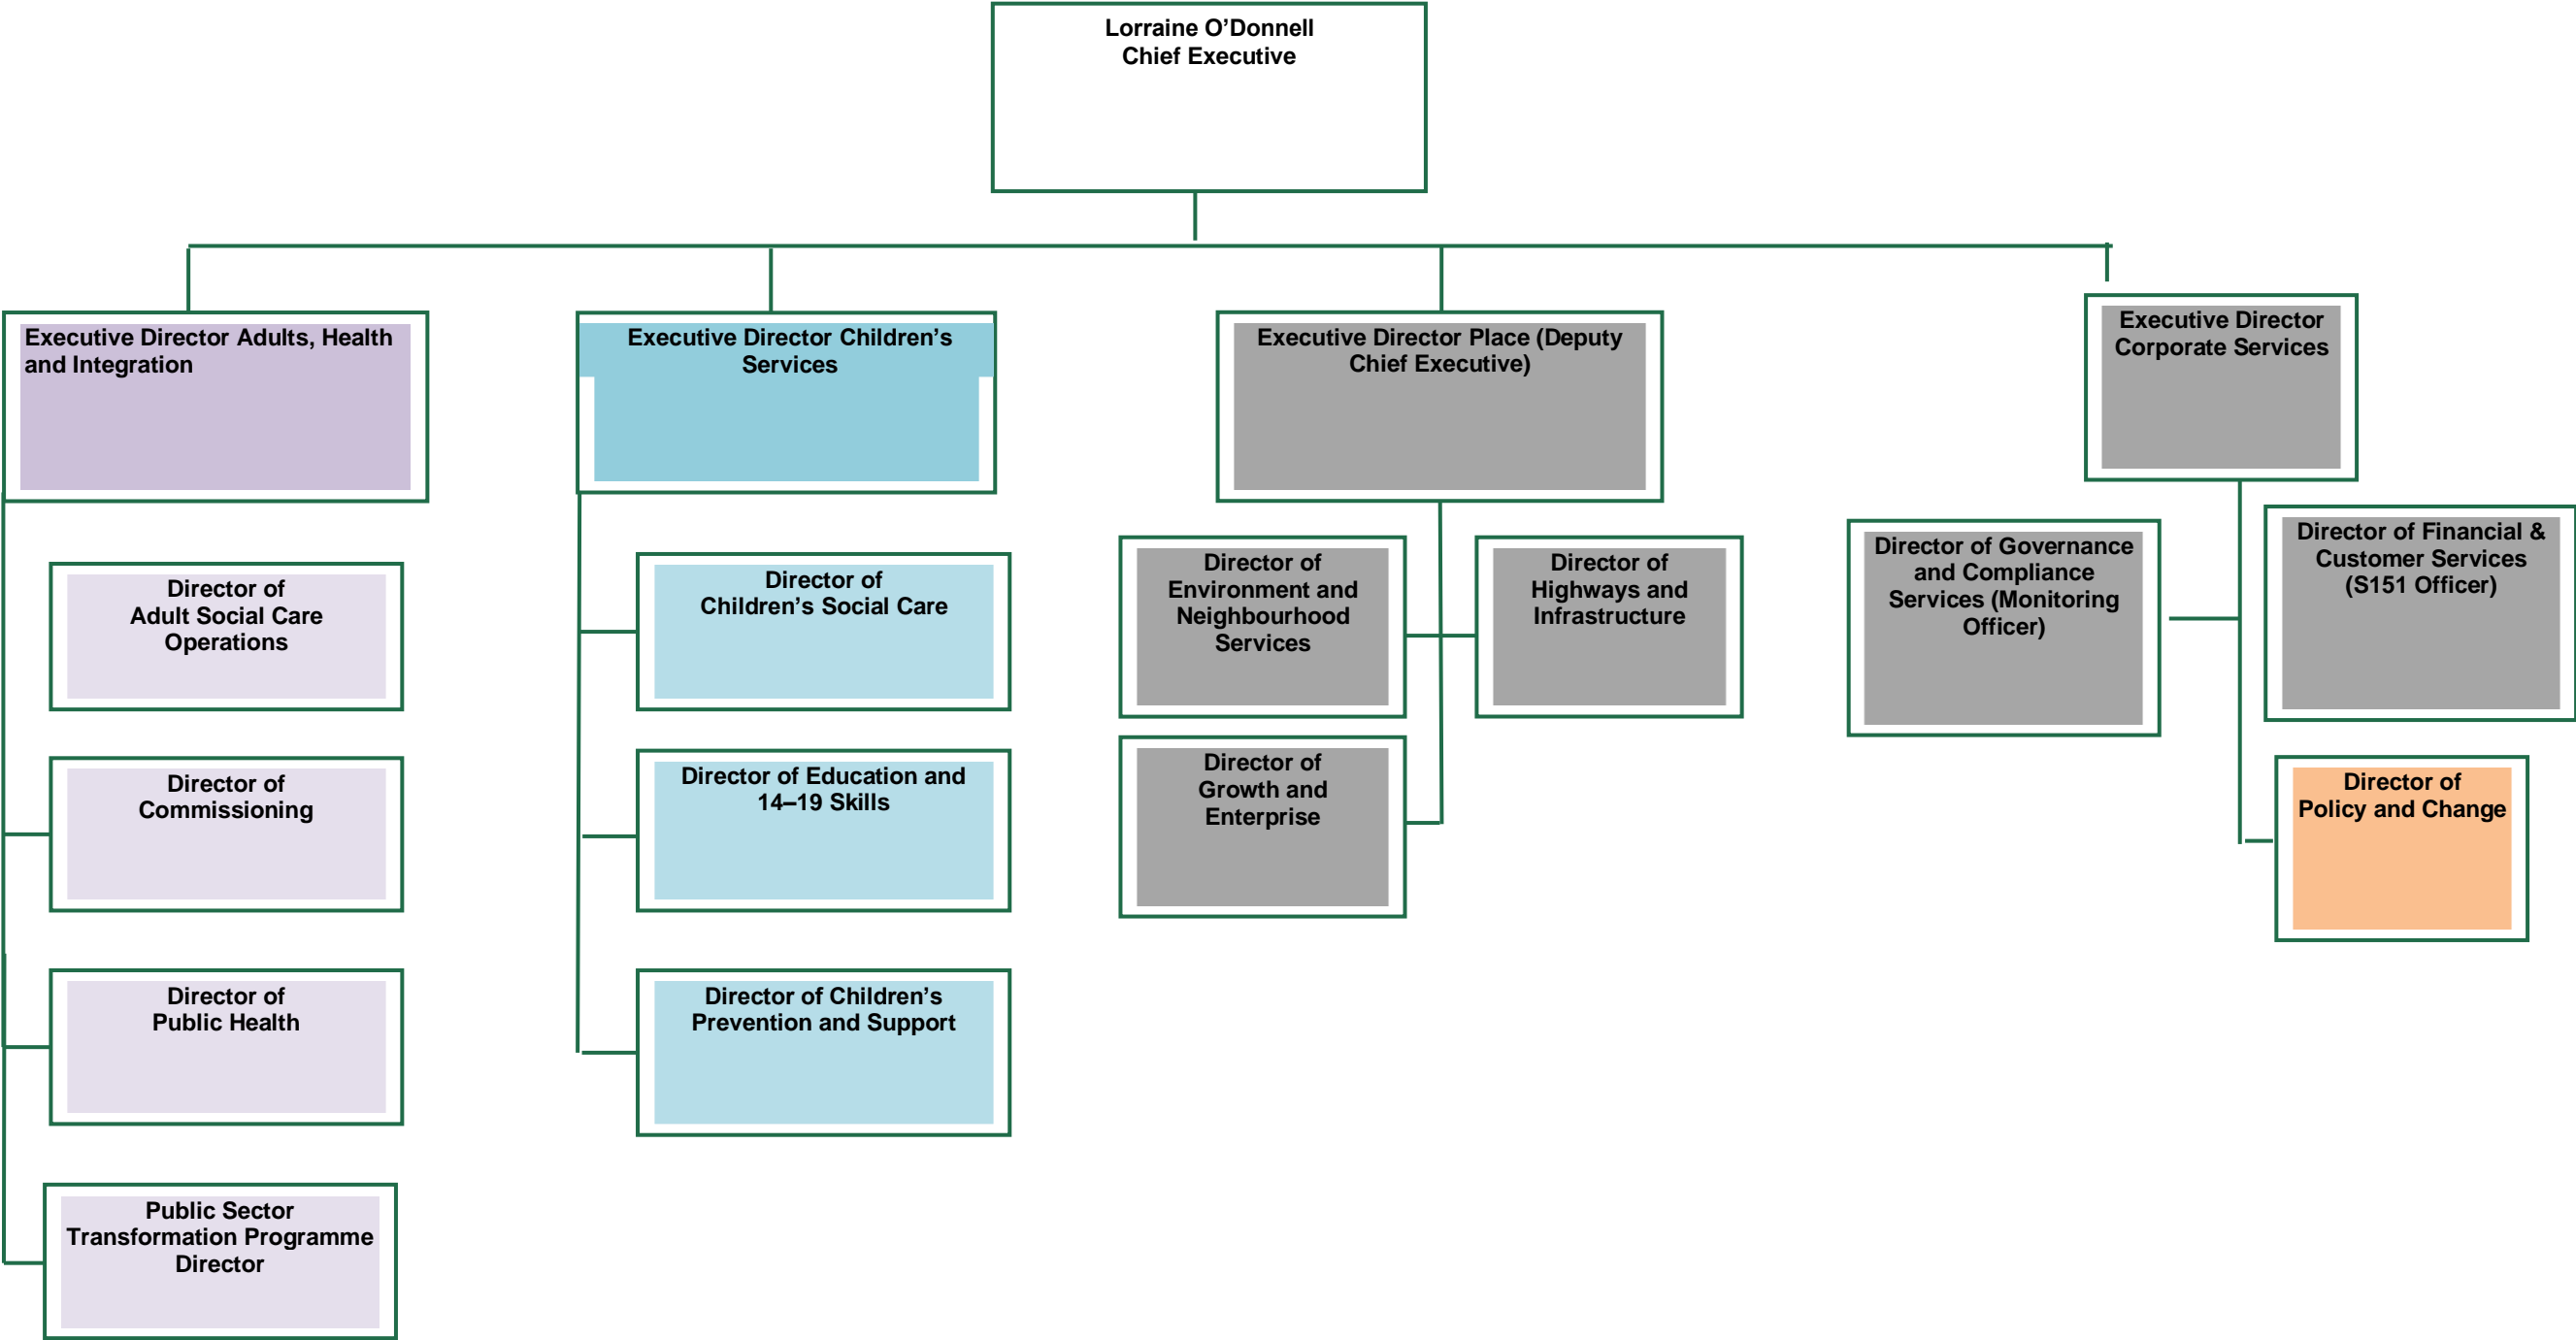 Lorraine O’Donnell
Chief Executive
Executive Director Adults, Health
and Integration
Executive Director Children’s
Services
Executive Director Place (Deputy
Chief Executive)
Executive Director
Corporate Services
Director of
Adult Social Care
Operations
Director of
Commissioning
Director of
Public Health
Public Sector
Transformation Programme
Director
Director of
Children’s Social Care
Director of Education and
14–19 Skills
Director of Children’s
Prevention and Support
Director of
Environment and
Neighbourhood
Services
Director of
Highways and
Infrastructure
Director of
Growth and
Enterprise
Director of Governance
and Compliance
Services (Monitoring
Officer)
Director of Financial &
Customer Services
(S151 Officer)
Director of
Policy and Change